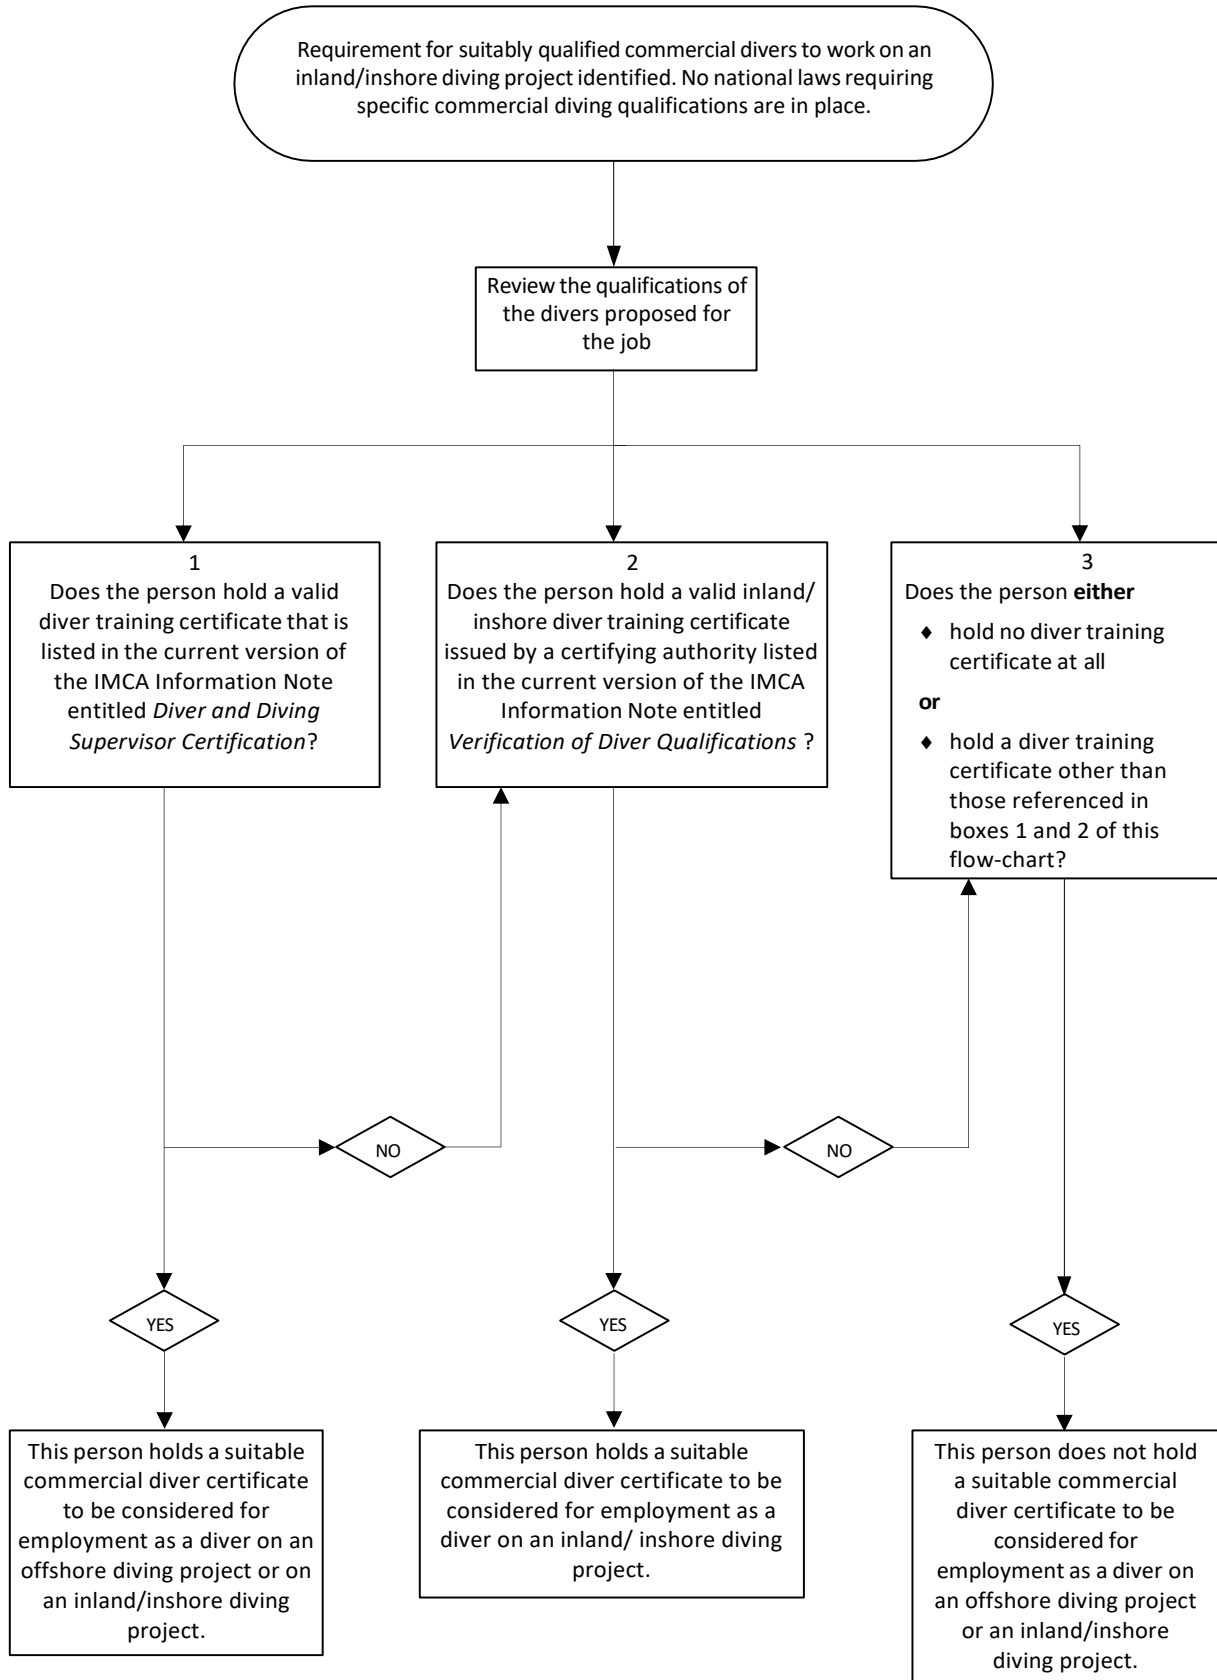 Requirement for suitably qualified commercial divers to work on an
inland/inshore diving project identified. No national laws requiring
specific commercial diving qualifications are in place.
Review the qualifications of
the divers proposed for
the job
1
Does the person hold a valid
diver training certificate that is
listed in the current version of
the IMCA Information Note
entitled Diver and Diving
Supervisor Certification?
2
Does the person hold a valid inland/
inshore diver training certificate
issued by a certifying authority listed
in the current version of the IMCA
Information Note entitled
Verification of Diver Qualifications ?
3
Does the person either
♦ hold no diver training
certificate at all
or
♦ hold a diver training
certificate other than
those referenced in
boxes 1 and 2 of this
flow-chart?
NO
NO
YES
YES
YES
This person holds a suitable
commercial diver certificate
to be considered for
employment as a diver on an
offshore diving project or on
an inland/inshore diving
project.
This person holds a suitable
commercial diver certificate to be
considered for employment as a
diver on an inland/ inshore diving
project.
This person does not hold
a suitable commercial
diver certificate to be
considered for
employment as a diver on
an offshore diving project
or an inland/inshore
diving project.